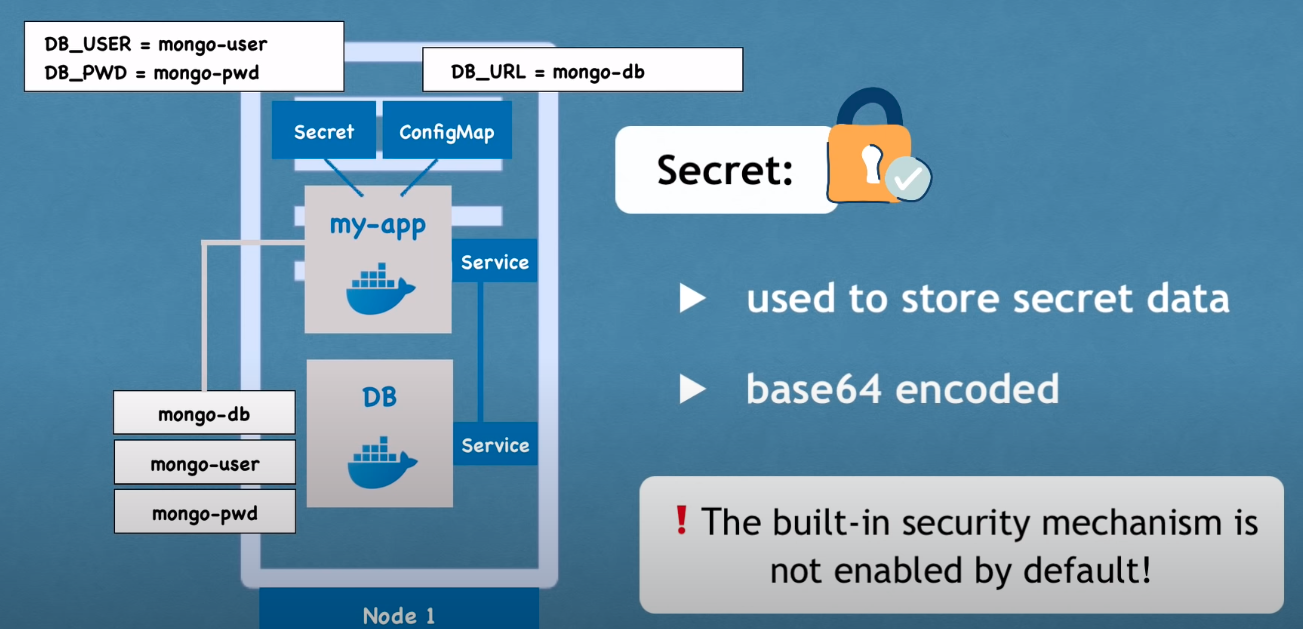 DB_USER = mongo-user
DB_PWD = mongo-pwd
DB_URL = mongo-db
Secret
ConfigMap
my-app
Service
DB
Service
mongo-db
mongo-user
mongo-pwd
Node 1
Secret:
used to store secret data
base64 encoded
! The built-in security mechanism is
not enabled by default!